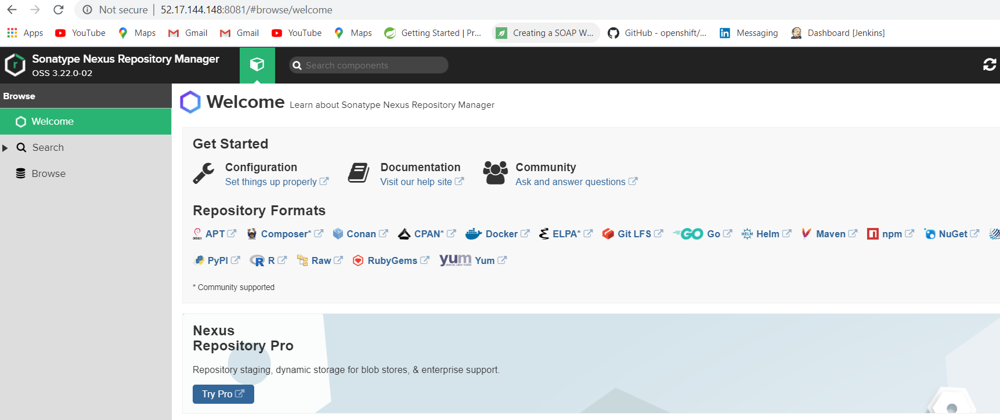 Not secure | 52.17.144.148:8081/#browse/welcome
Apps YouTube Maps Gmail Gmail YouTube Maps Getting Started | Pr... Creating a SOAP W... GitHub - openshift/... Messaging Dashboard [Jenkins]
Sonatype Nexus Repository Manager
OSS 3.22.0-02
Search components
Browse
Welcome
Search
Browse
Welcome Learn about Sonatype Nexus Repository Manager
Get Started
Configuration
Set things up properly
Documentation
Visit our help site
Community
Ask and answer questions
Repository Formats
APT Composer* Conan CPAN* Docker ELPA* Git LFS GO Go HELM Helm Maven npm NuGet
PyPI R Raw RubyGems yum Yum
* Community supported
Nexus
Repository Pro
Repository staging, dynamic storage for blob stores, & enterprise support.
Try Pro